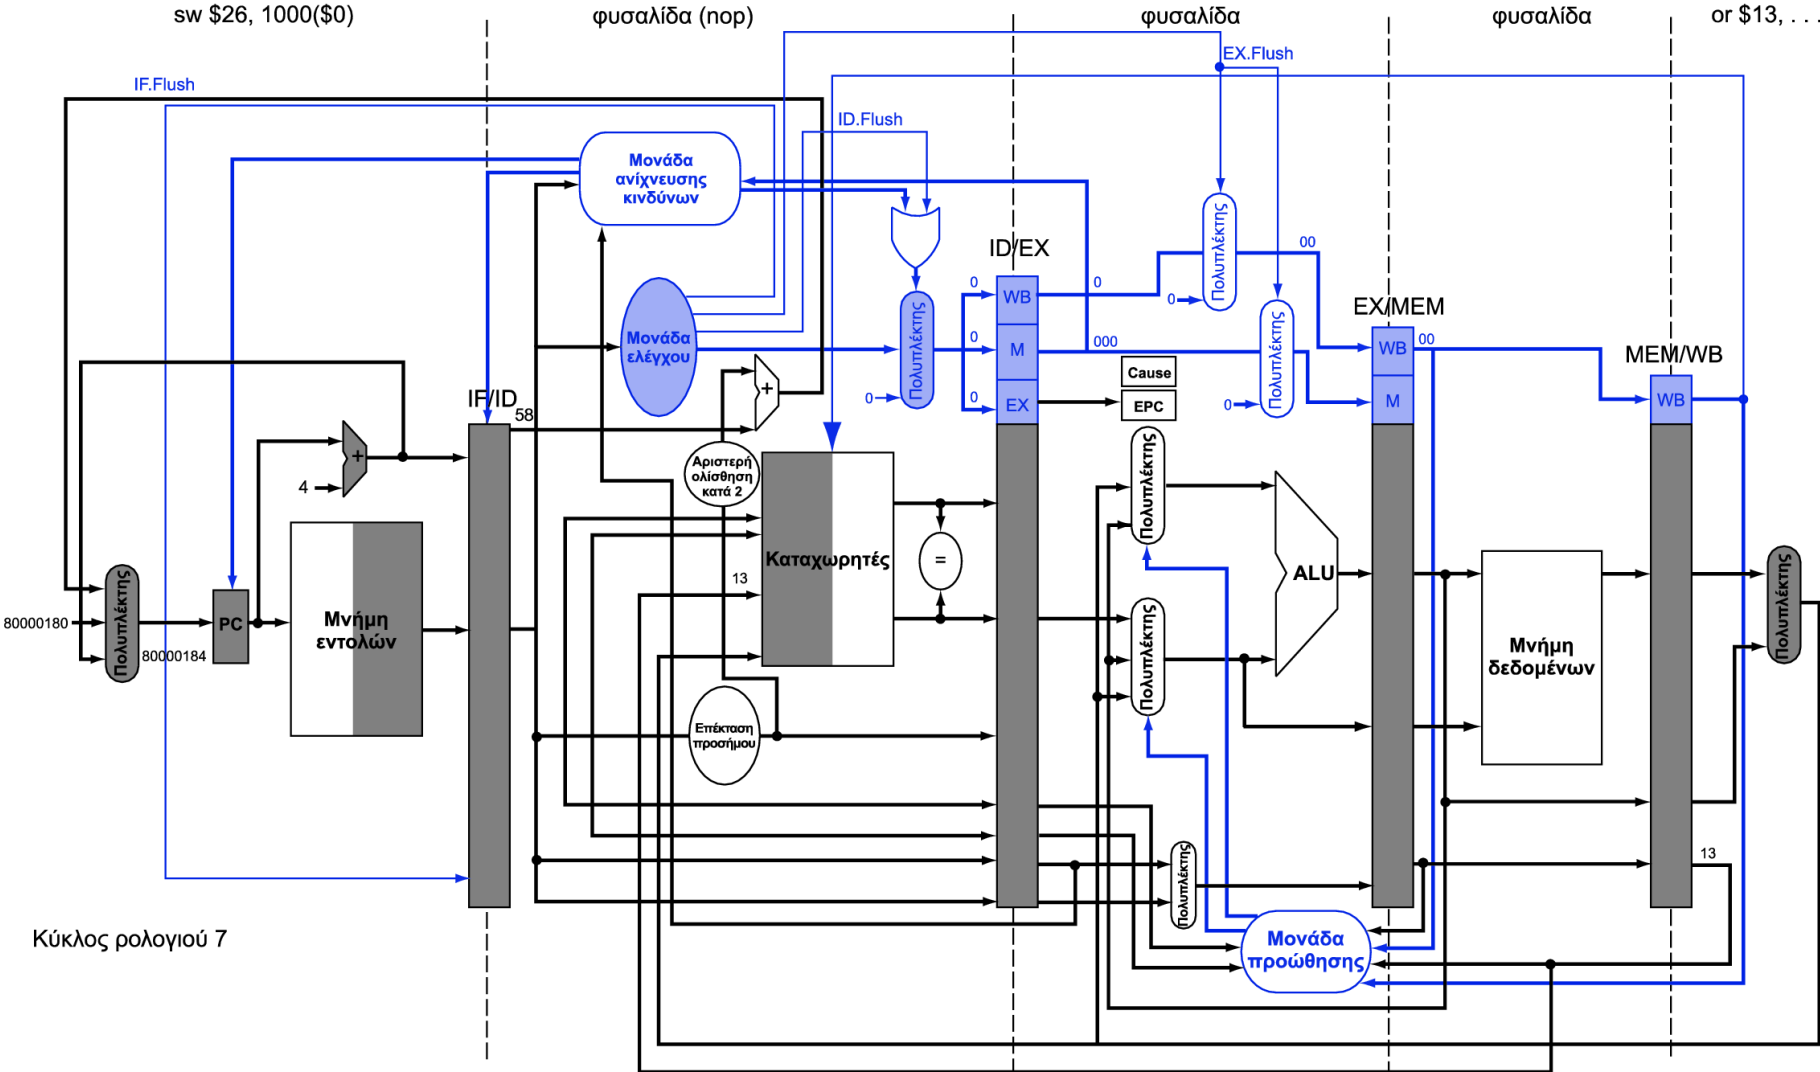 sw $26, 1000($0)
φυσαλίδα (nop)
φυσαλίδα
φυσαλίδα
or $13, . . .
IF.Flush
EX.Flush
ID.Flush
Μονάδα
ανίχνευσης
κινδύνων
Μονάδα
ελέγχου
Πολυπλέκτης
0
0
0
0
ID/EX
WB
M
EX
0
000
Πολυπλέκτης
0
00
Πολυπλέκτης
0
Cause
EPC
EX/MEM
WB
M
00
MEM/WB
WB
IF/ID
58
+
+
4
Αριστερή
ολίσθηση
κατά 2
Καταχωρητές
=
13
Πολυπλέκτης
Πολυπλέκτης
ALU
80000180
Πολυπλέκτης
80000184
PC
Μνήμη
εντολών
Μνήμη
δεδομένων
Πολυπλέκτης
Επέκταση
προσήμου
Πολυπλέκτης
13
Μονάδα
προώθησης
Κύκλος ρολογιού 7